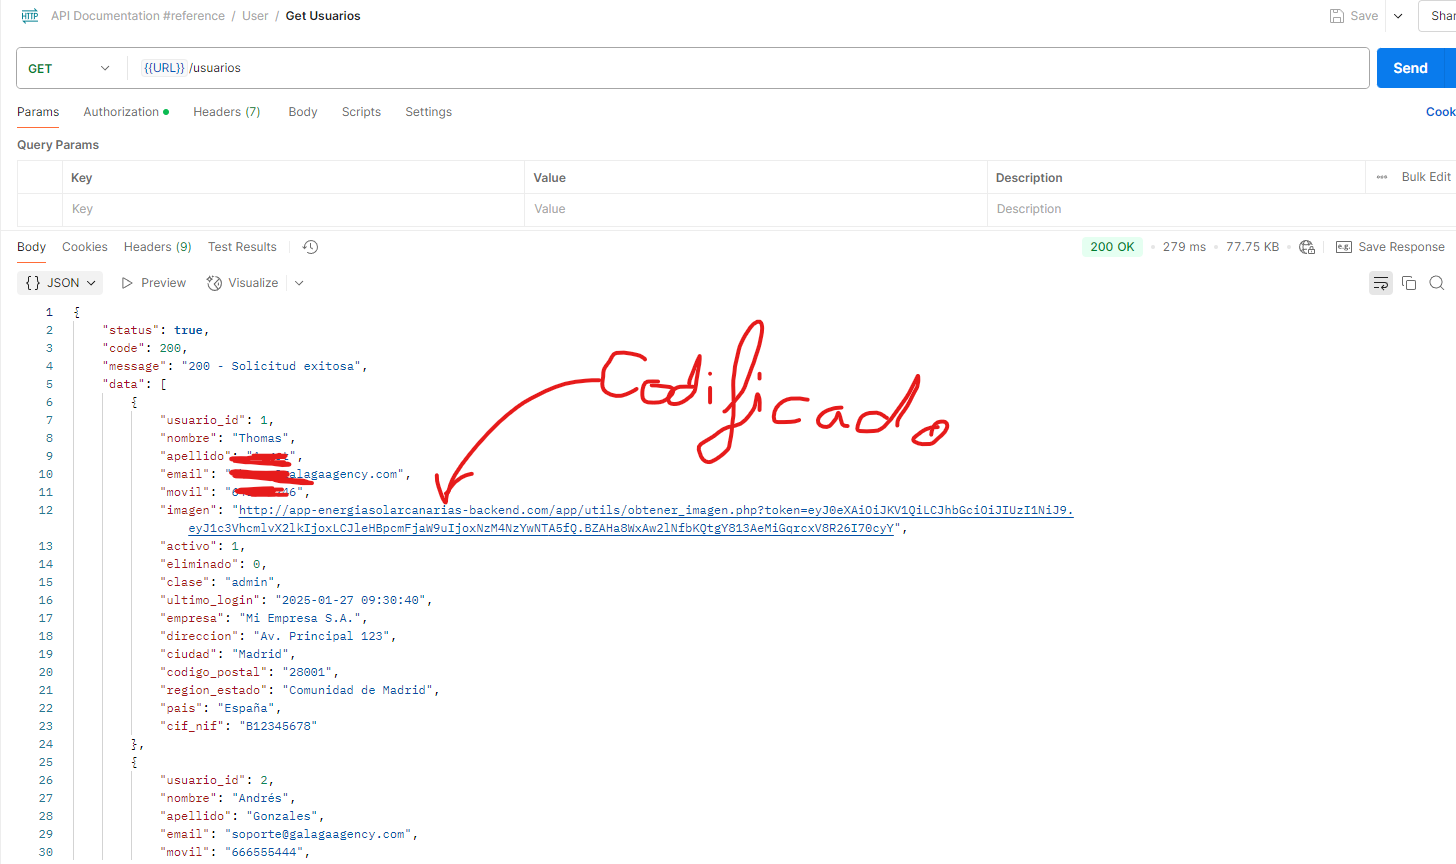 HTTP API Documentation #reference / User / Get Usuarios Save Shar
GET {{URL}} /usuarios Send
Params Authorization Headers (7) Body Scripts Settings Cook
Query Params
Key Value Description Bulk Edit
Key Value Description
Body Cookies Headers (9) Test Results 200 OK 279 ms 77.75 KB e.g. Save Response
{} JSON Preview Visualize
1 {
2 "status": true,
3 "code": 200,
4 "message": "200 - Solicitud exitosa",
5 "data": [
Codificado
6 {
7 "usuario_id": 1,
8 "nombre": "Thomas",
9 "apellido": ",
10 "email": "alagaagency.com",
11 "movil": "6 46",
12 "imagen": "http://app-energiasolarcanarias-backend.com/app/utils/obtener_imagen.php?token=eyJ0eXAiOiJKV1QiLCJhbGciOiJIUzI1NiJ9.
eyJ1c3VhcmlvX2lkIjoxLCJleHBpcmFjaW9uIjoxNzM4NzYwNTA5fQ.BZAHa8WxAw2lNfbKQtgY813AeMiGqrcxV8R26I70cyY",
13 "activo": 1,
14 "eliminado": 0,
15 "clase": "admin",
16 "ultimo_login": "2025-01-27 09:30:40",
17 "empresa": "Mi Empresa S.A.",
18 "direccion": "Av. Principal 123",
19 "ciudad": "Madrid",
20 "codigo_postal": "28001",
21 "region_estado": "Comunidad de Madrid",
22 "pais": "España",
23 "cif_nif": "B12345678"
24 },
25 {
26 "usuario_id": 2,
27 "nombre": "Andrés",
28 "apellido": "Gonzales",
29 "email": "soporte@galagaagency.com",
30 "movil": "666555444",